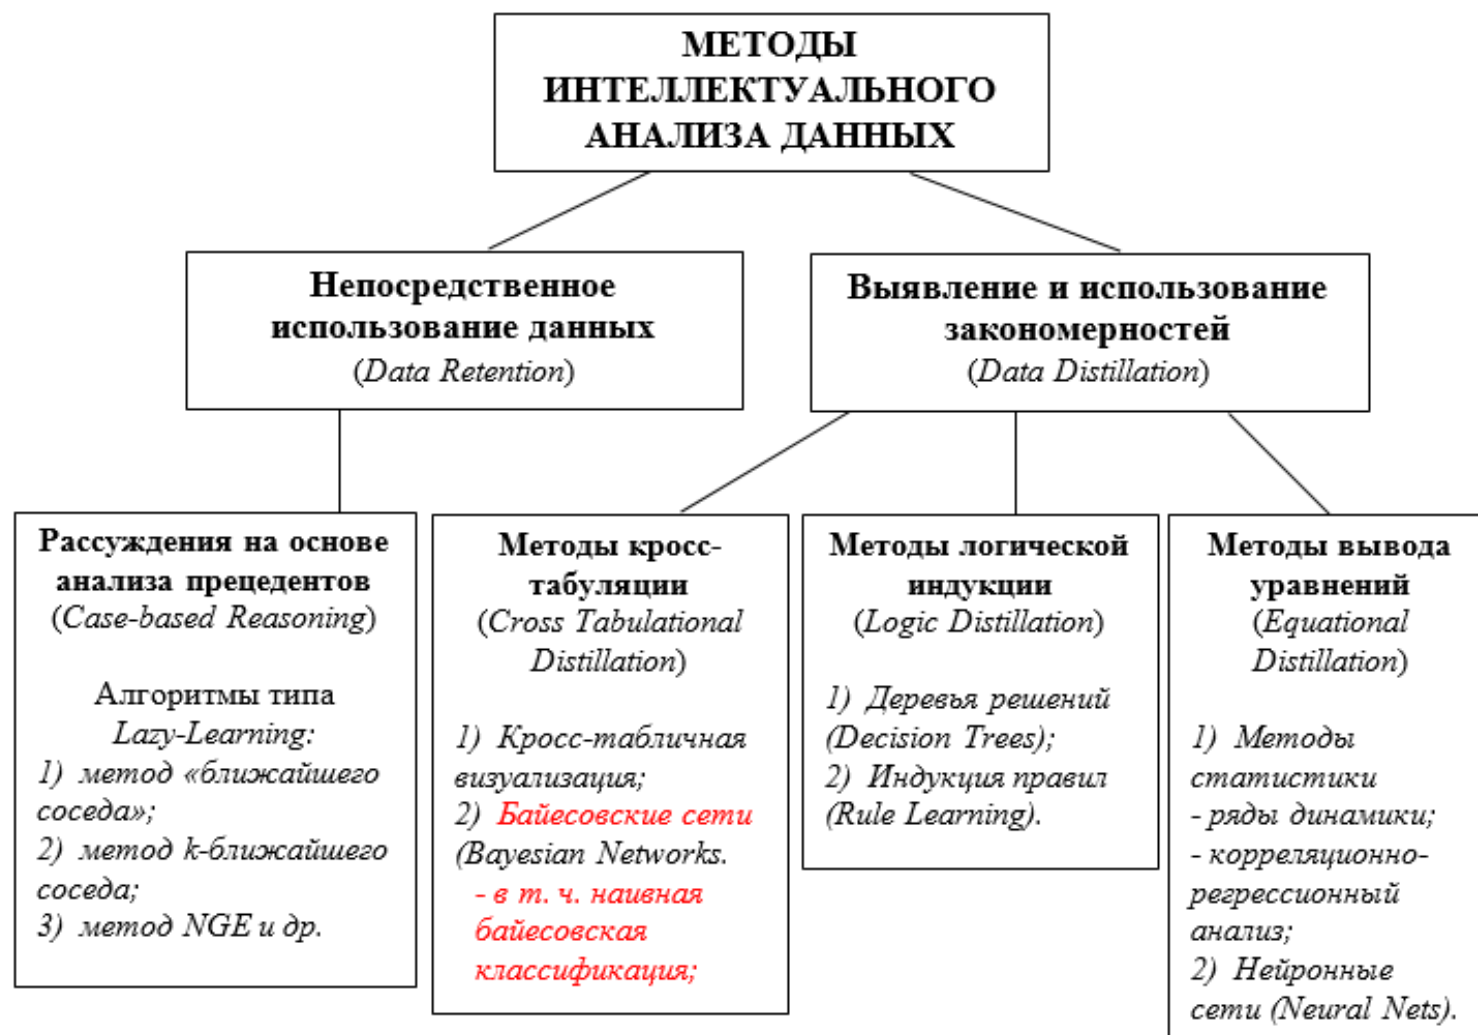 МЕТОДЫ
ИНТЕЛЛЕКТУАЛЬНОГО
АНАЛИЗА ДАННЫХ
Непосредственное
использование данных
(Data Retention)
Выявление и использование
закономерностей
(Data Distillation)
Рассуждения на основе
анализа прецедентов
(Case-based Reasoning)
Алгоритмы типа
Lazy-Learning:
1) метод «ближайшего
соседа»;
2) метод k-ближайшего
соседа;
3) метод NGE и др.
Методы кросс-
табуляции
(Cross Tabulational
Distillation)
1) Кросс-табличная
визуализация;
2) Байесовские сети
(Bayesian Networks.
- в т. ч. наивная
байесовская
классификация;
Методы логической
индукции
(Logic Distillation)
1) Деревья решений
(Decision Trees);
2) Индукция правил
(Rule Learning).
Методы вывода
уравнений
(Equational
Distillation)
1) Методы
статистики
- ряды динамики;
- корреляционно-
регрессионный
анализ;
2) Нейронные
сети (Neural Nets).